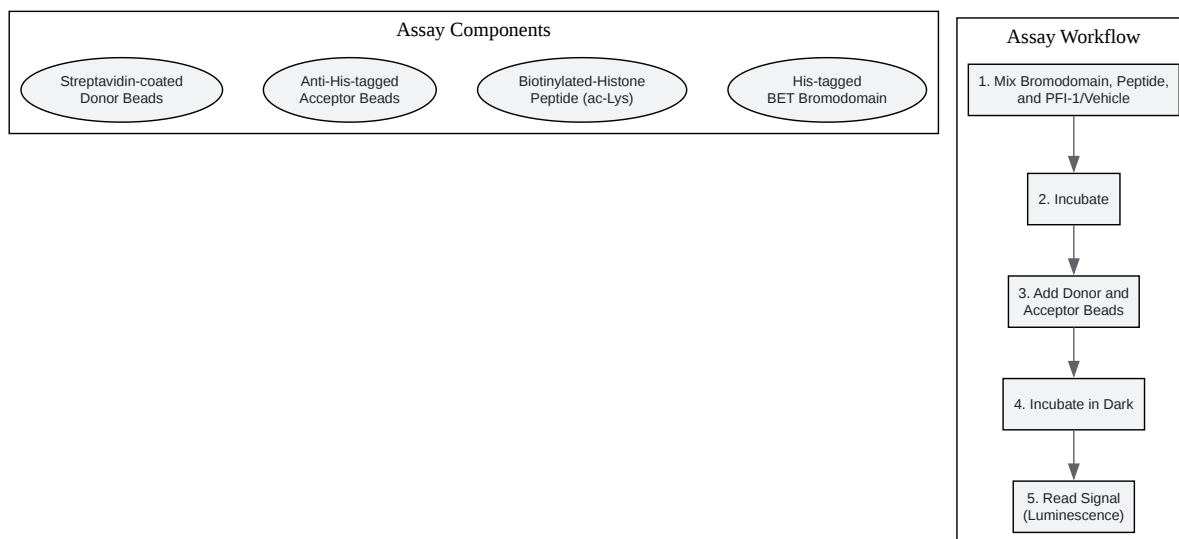 Assay Components
Streptavidin-coated
Donor Beads
Anti-His-tagged
Acceptor Beads
Biotinylated-Histone
Peptide (ac-Lys)
His-tagged
BET Bromodomain
Assay Workflow
1. Mix Bromodomain, Peptide,
and PFI-1/Vehicle
2. Incubate
3. Add Donor and
Acceptor Beads
4. Incubate in Dark
5. Read Signal
(Luminescence)